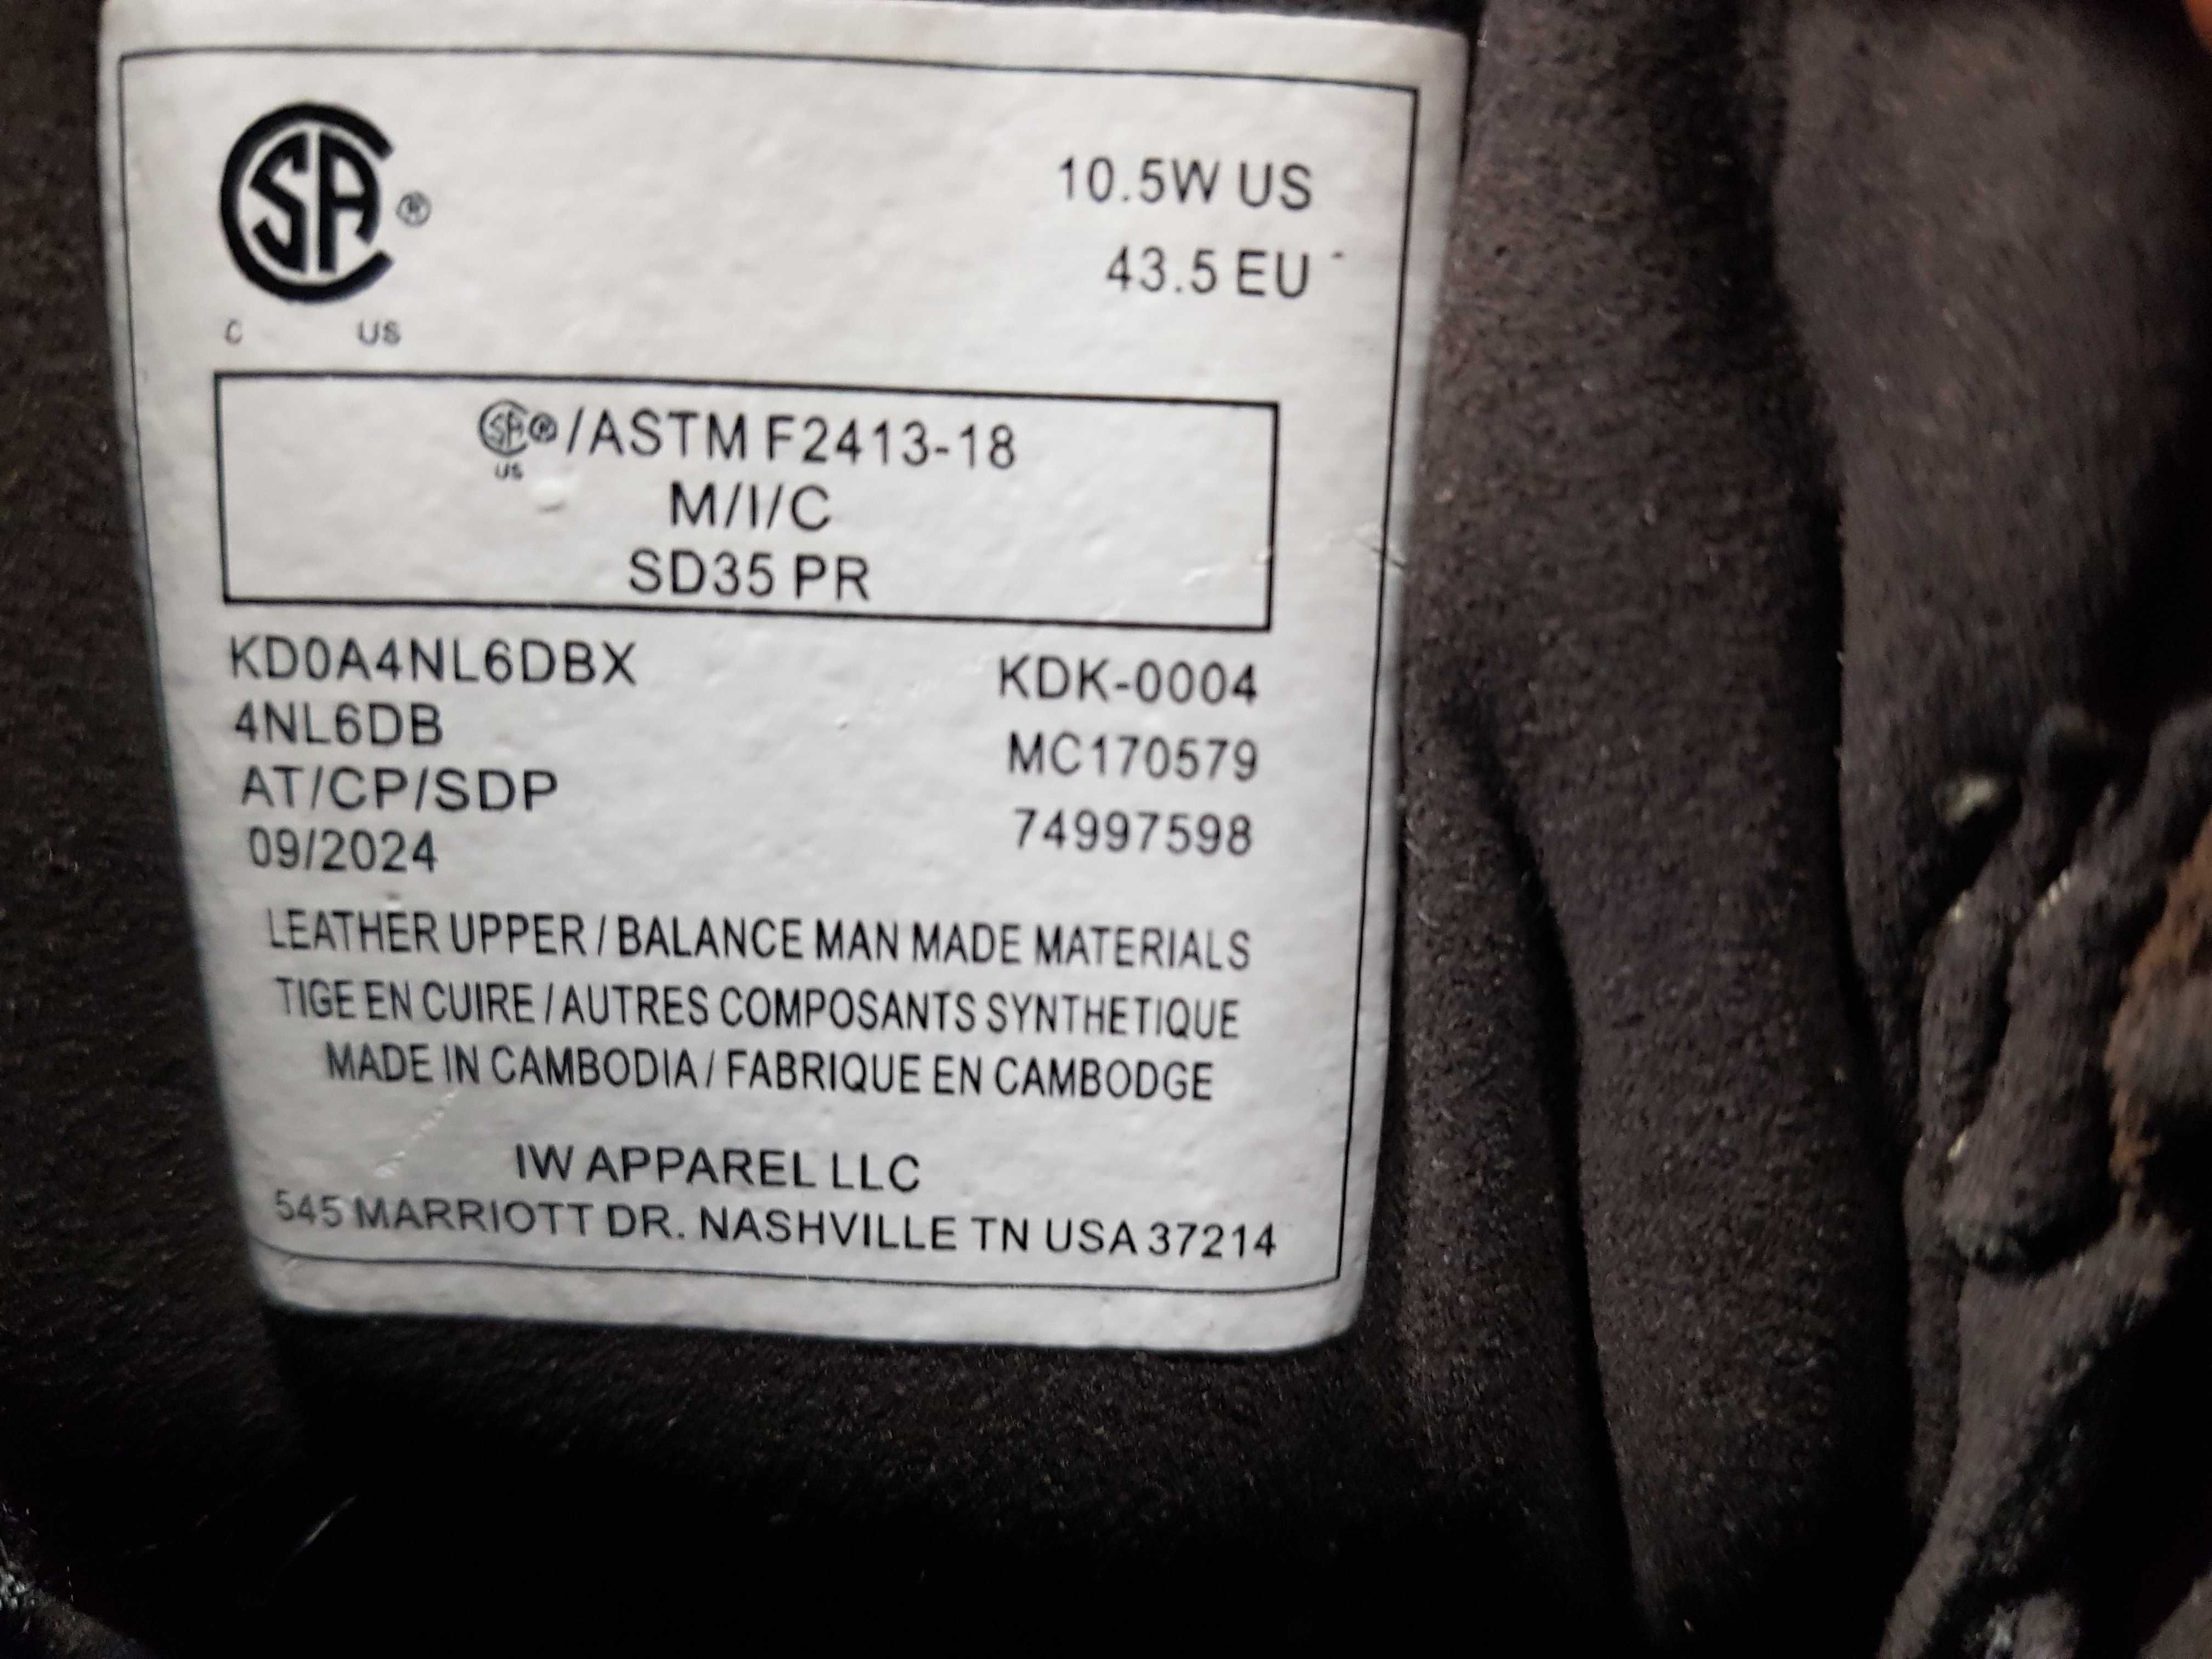 CSA®
C US
10.5W US
43.5 EU
CSA®/ASTM F2413-18
US
M/I/C
SD35 PR
KD0A4NL6DBX
4NL6DB
AT/CP/SDP
09/2024
KDK-0004
MC170579
74997598
LEATHER UPPER / BALANCE MAN MADE MATERIALS
TIGE EN CUIRE / AUTRES COMPOSANTS SYNTHETIQUE
MADE IN CAMBODIA / FABRIQUE EN CAMBODGE
IW APPAREL LLC
545 MARRIOTT DR. NASHVILLE TN USA 37214